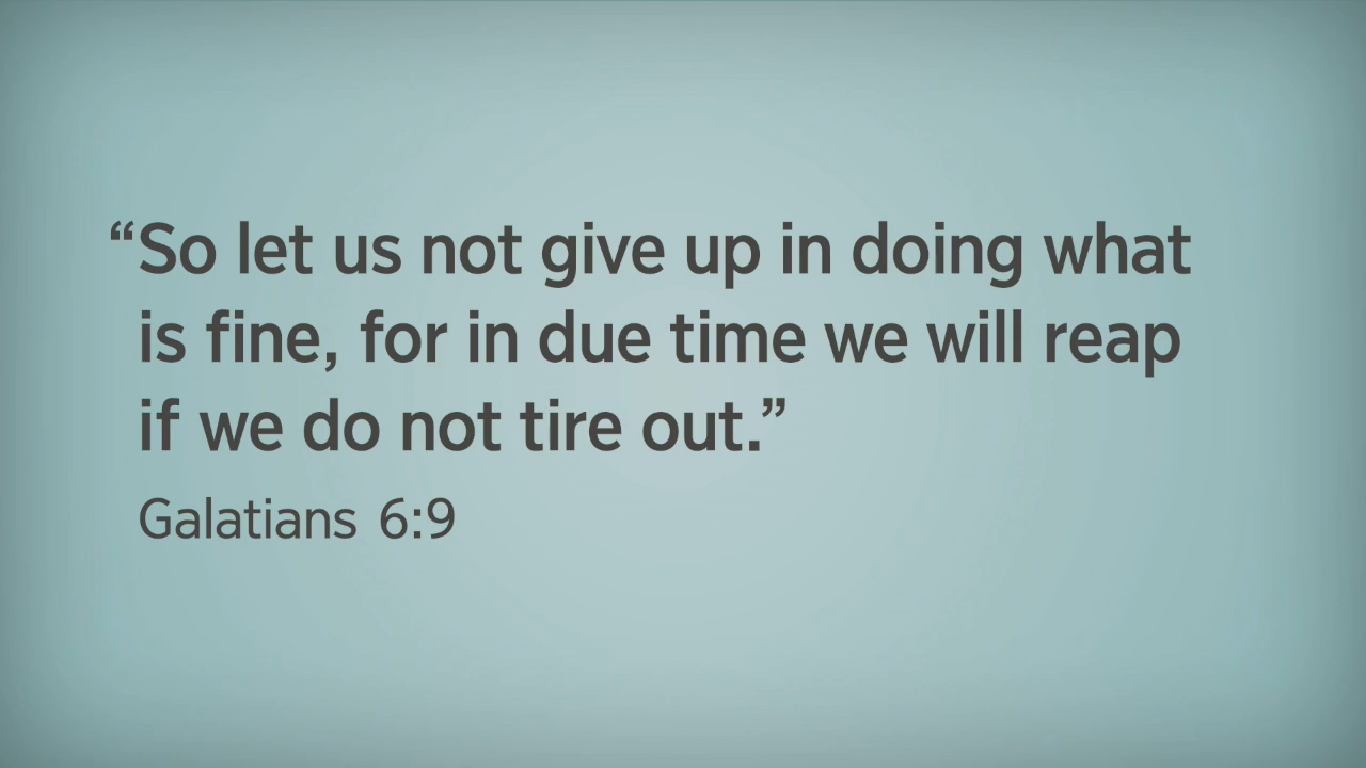 “So let us not give up in doing what
is fine, for in due time we will reap
if we do not tire out.”
Galatians 6:9